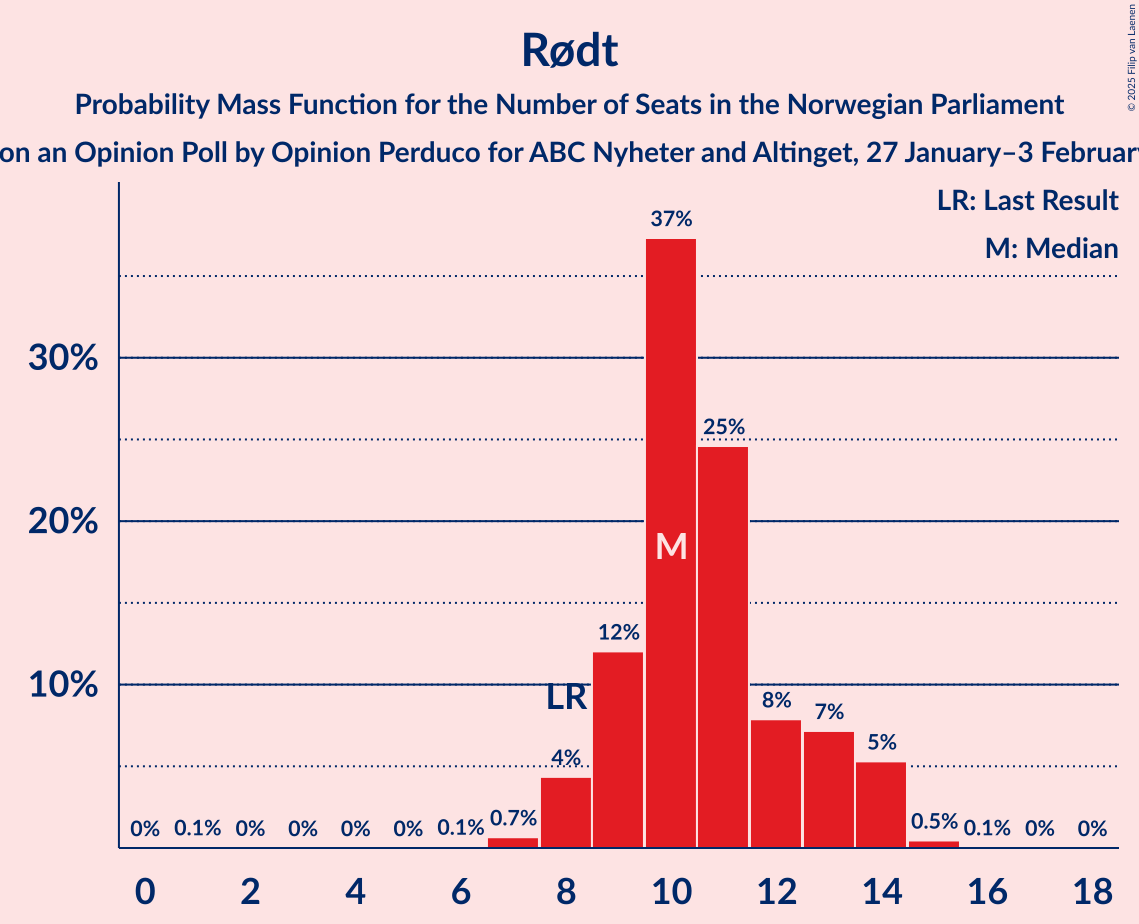 Rødt
Probability Mass Function for the Number of Seats in the Norwegian Parliament
on an Opinion Poll by Opinion Perduco for ABC Nyheter and Altinget, 27 January–3 February
© 2025 Filip van Laenen
LR: Last Result
M: Median
37%
30%
25%
20%
M
12%
10%
LR
8%
7%
5%
4%
0% 0.1% 0% 0% 0% 0% 0.1% 0.7% 0.5% 0.1% 0% 0%
0 2 4 6 8 10 12 14 16 18